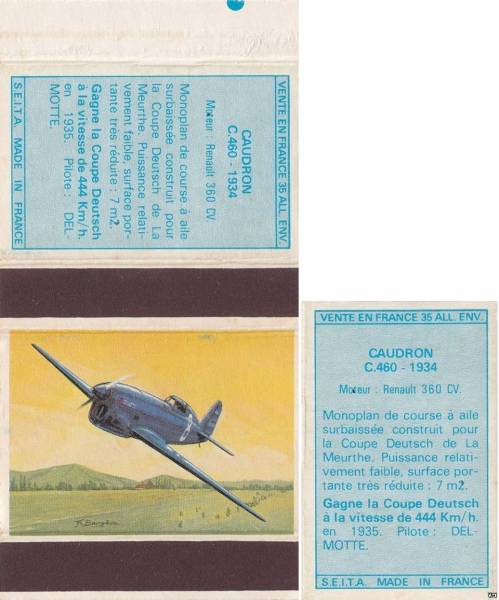 VENTE EN FRANCE 35 ALL. ENV.
CAUDRON
C.460 - 1934
Moteur : Renault 360 CV.
Monoplan de course à aile
surbaissée construit pour
la Coupe Deutsch de La
Meurthe. Puissance relati-
vement faible, surface por-
tante très réduite : 7 m2.
Gagne la Coupe Deutsch
à la vitesse de 444 Km/h.
en 1935. Pilote : DEL-
MOTTE.
S.E.I.T.A. MADE IN FRANCE
VENTE EN FRANCE 35 ALL. ENV.
CAUDRON
C.460 - 1934
Moteur : Renault 360 CV.
Monoplan de course à aile
surbaissée construit pour
la Coupe Deutsch de La
Meurthe. Puissance relati-
vement faible, surface por-
tante très réduite : 7 m2.
Gagne la Coupe Deutsch
à la vitesse de 444 Km/h.
en 1935. Pilote : DEL-
MOTTE.
S.E.I.T.A. MADE IN FRANCE